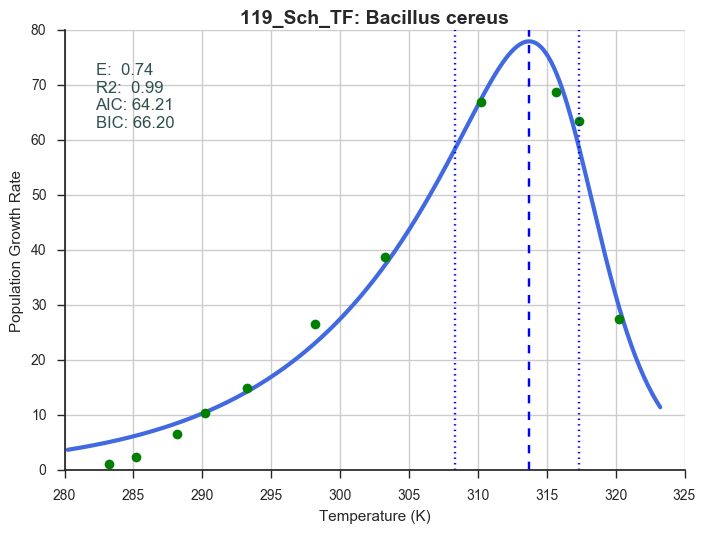 119_Sch_TF: Bacillus cereus
80
70
60
50
40
30
20
10
0
E:  0.74
R2:  0.99
AIC: 64.21
BIC: 66.20
Population Growth Rate
280 285 290 295 300 305 310 315 320 325
Temperature (K)